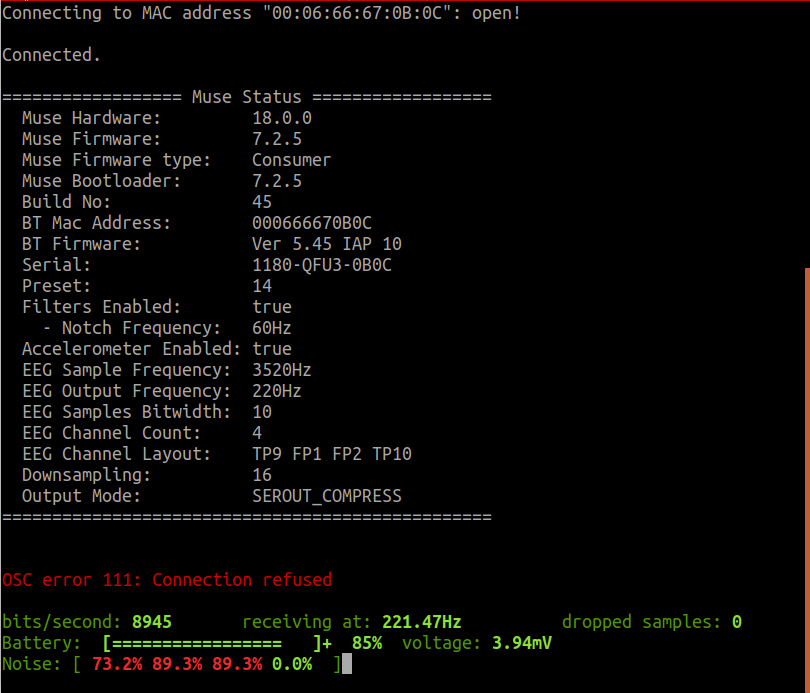 Connecting to MAC address "00:06:66:67:0B:0C": open!
Connected.
================== Muse Status ==================
Muse Hardware: 18.0.0
Muse Firmware: 7.2.5
Muse Firmware type: Consumer
Muse Bootloader: 7.2.5
Build No: 45
BT Mac Address: 000666670B0C
BT Firmware: Ver 5.45 IAP 10
Serial: 1180-QFU3-0B0C
Preset: 14
Filters Enabled: true
- Notch Frequency: 60Hz
Accelerometer Enabled: true
EEG Sample Frequency: 3520Hz
EEG Output Frequency: 220Hz
EEG Samples Bitwidth: 10
EEG Channel Count: 4
EEG Channel Layout: TP9 FP1 FP2 TP10
Downsampling: 16
Output Mode: SEROUT_COMPRESS
=================================================
OSC error 111: Connection refused
bits/second: 8945 receiving at: 221.47Hz dropped samples: 0
Battery: [================= ]+ 85% voltage: 3.94mV
Noise: [ 73.2% 89.3% 89.3% 0.0% ]